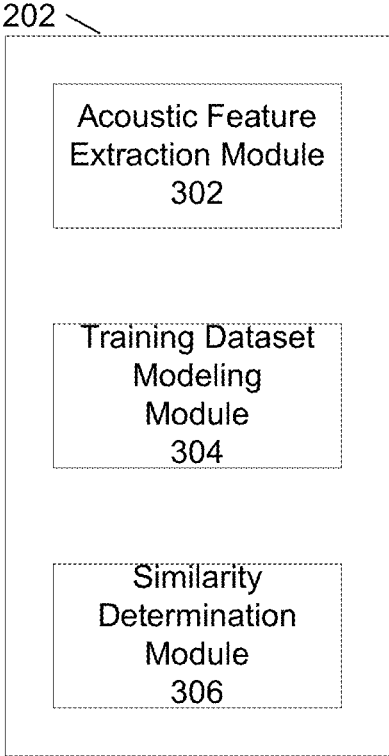 202
Acoustic Feature
Extraction Module
302
Training Dataset
Modeling
Module
304
Similarity
Determination
Module
306